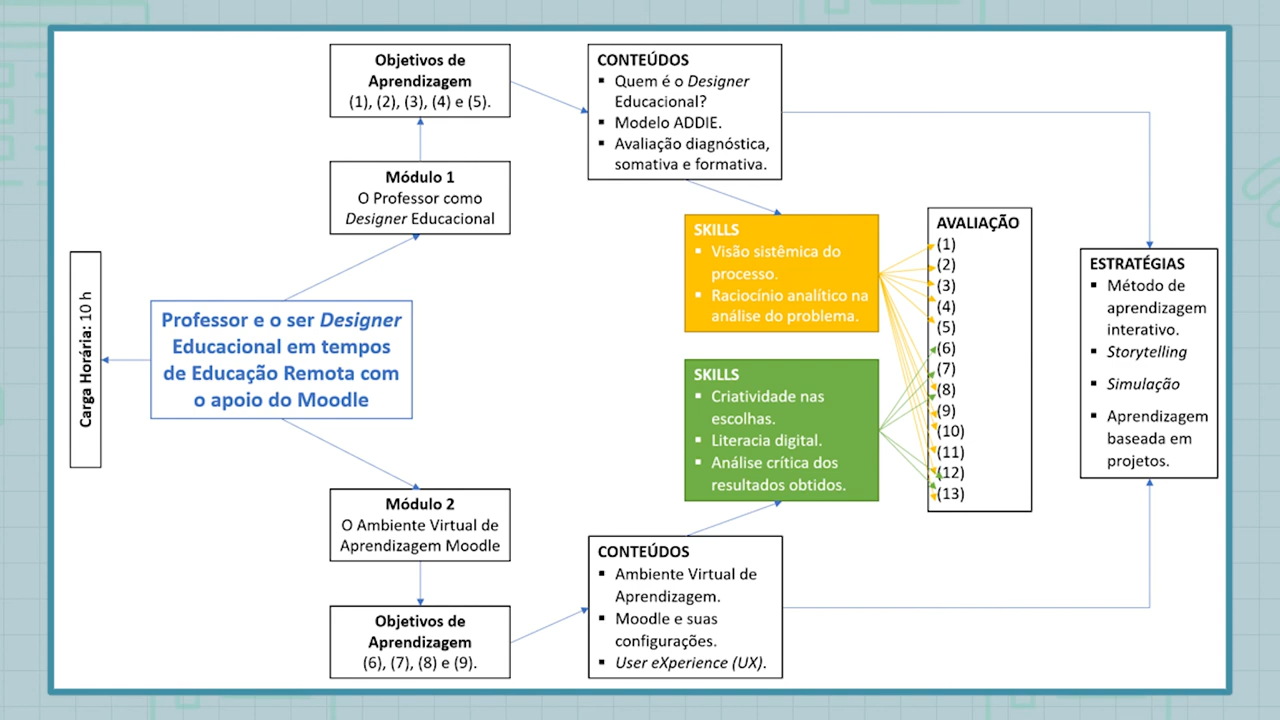 Carga Horária: 10 h
Professor e o ser Designer
Educacional em tempos
de Educação Remota com
o apoio do Moodle
Módulo 1
O Professor como
Designer Educacional
Objetivos de
Aprendizagem
(1), (2), (3), (4) e (5).
CONTEÚDOS
▪ Quem é o Designer
Educacional?
▪ Modelo ADDIE.
▪ Avaliação diagnóstica,
somativa e formativa.
SKILLS
▪ Visão sistêmica do
processo.
▪ Raciocínio analítico na
análise do problema.
Módulo 2
O Ambiente Virtual de
Aprendizagem Moodle
Objetivos de
Aprendizagem
(6), (7), (8) e (9).
CONTEÚDOS
▪ Ambiente Virtual de
Aprendizagem.
▪ Moodle e suas
configurações.
▪ User eXperience (UX).
SKILLS
▪ Criatividade nas
escolhas.
▪ Literacia digital.
▪ Análise crítica dos
resultados obtidos.
AVALIAÇÃO
(1)
(2)
(3)
(4)
(5)
(6)
(7)
(8)
(9)
(10)
(11)
(12)
(13)
ESTRATÉGIAS
▪ Método de
aprendizagem
interativo.
▪ Storytelling
▪ Simulação
▪ Aprendizagem
baseada em
projetos.